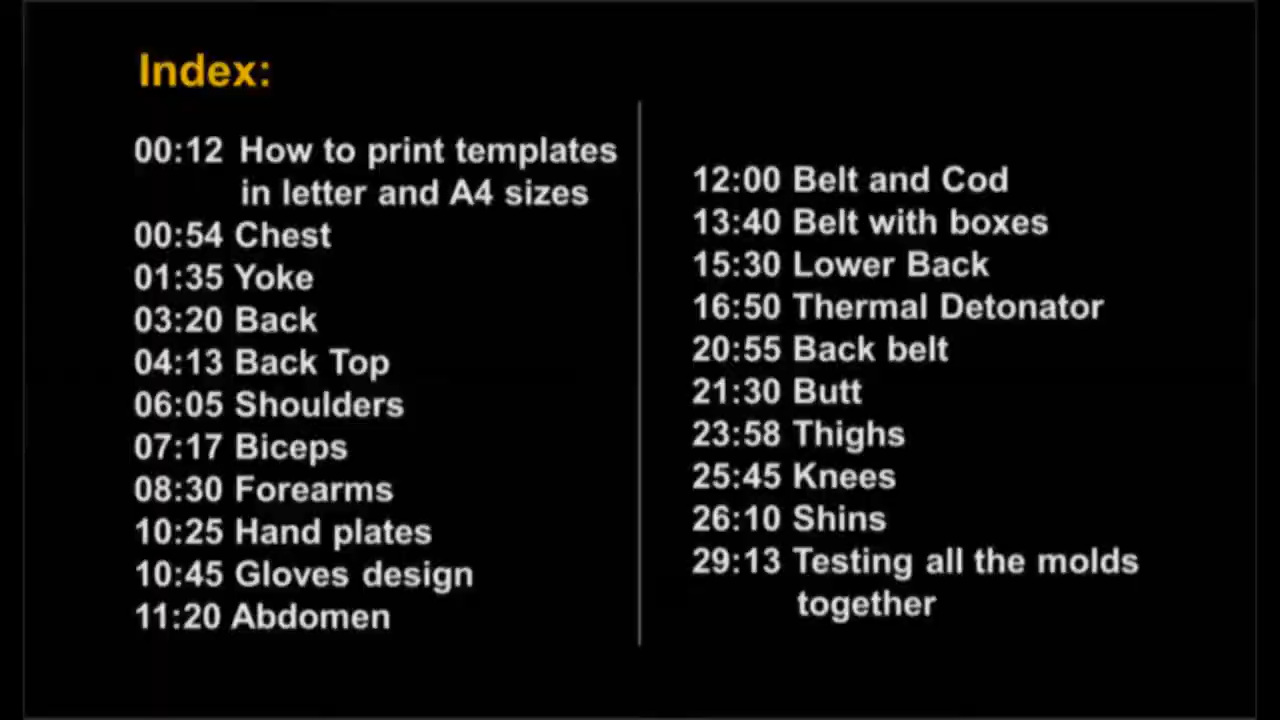 Index:
00:12 How to print templates
in letter and A4 sizes
00:54 Chest
01:35 Yoke
03:20 Back
04:13 Back Top
06:05 Shoulders
07:17 Biceps
08:30 Forearms
10:25 Hand plates
10:45 Gloves design
11:20 Abdomen
12:00 Belt and Cod
13:40 Belt with boxes
15:30 Lower Back
16:50 Thermal Detonator
20:55 Back belt
21:30 Butt
23:58 Thighs
25:45 Knees
26:10 Shins
29:13 Testing all the molds
together